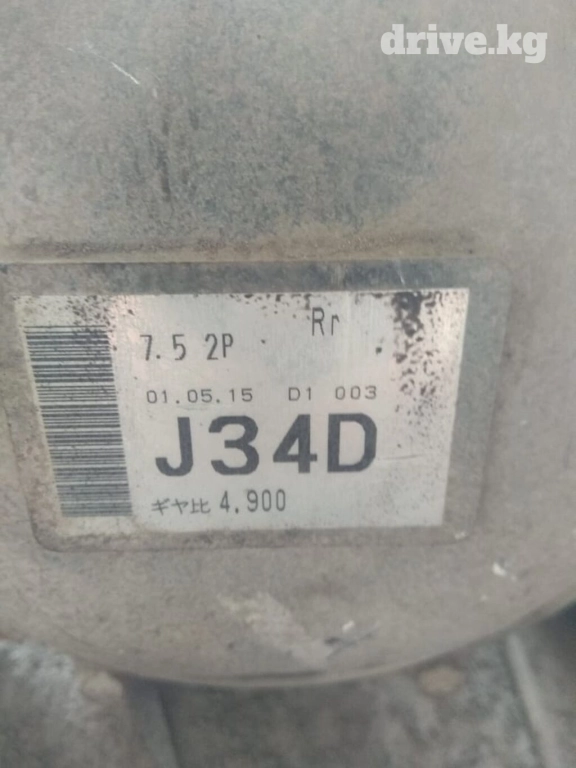 drive.kg
7.5 2P Rr
01.05.15 D1 003
J34D
ギヤ比 4.900